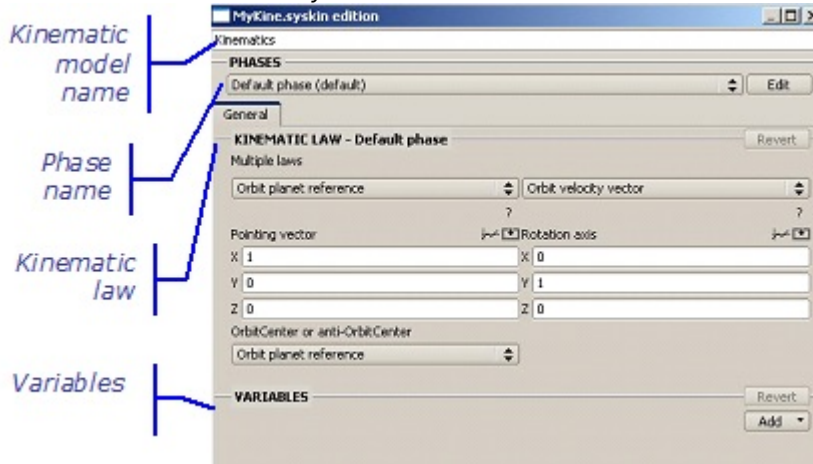 MyKine.syskin edition
Kinematic model name
Kinematics
PHASES
Default phase (default)
Edit
General
Phase name
KINEMATIC LAW - Default phase
Revert
Multiple laws
Orbit planet reference
Orbit velocity vector
?
?
Kinematic law
Pointing vector
Rotation axis
X 1
X 0
Y 0
Y 1
Z 0
Z 0
OrbitCenter or anti-OrbitCenter
Orbit planet reference
Variables
VARIABLES
Revert
Add